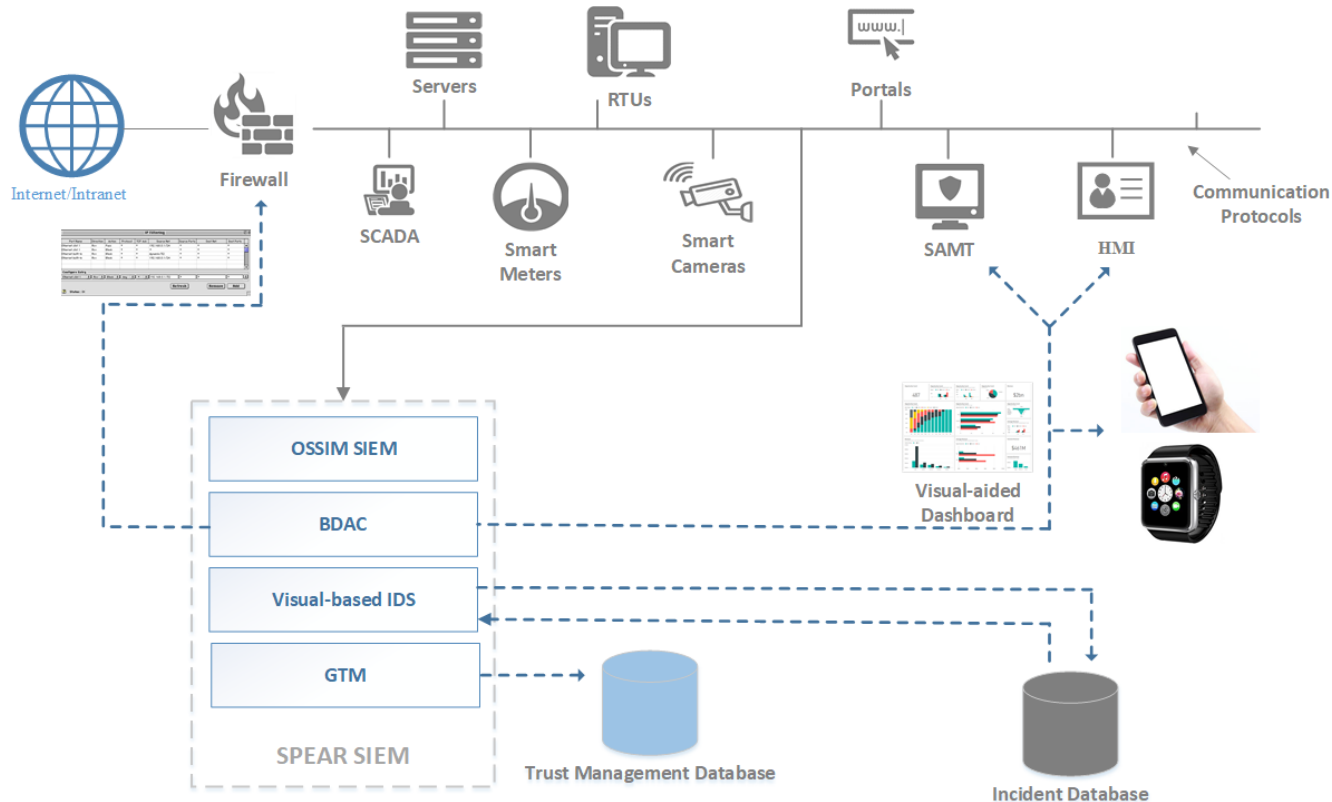 www.|
Servers
RTUs
Portals
Internet/Intranet
Firewall
SCADA
Smart
Meters
Smart
Cameras
SAMT
HMI
Communication
Protocols
OSSIM SIEM
BDAC
Visual-based IDS
GTM
SPEAR SIEM
Visual-aided
Dashboard
Trust Management Database
Incident Database